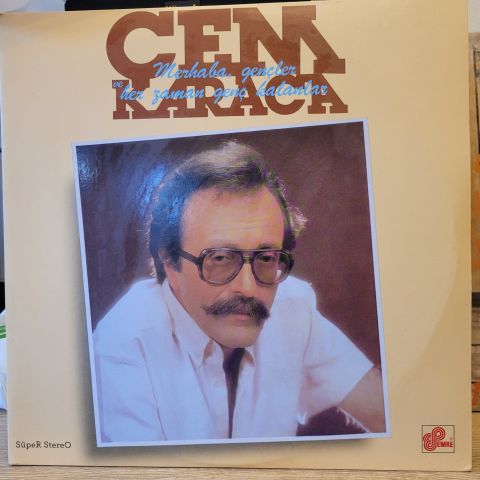 CEM
Merhaba, gençler
ve
her zaman genç kalanlar
KARACA
SüpeR StereO
EMRE